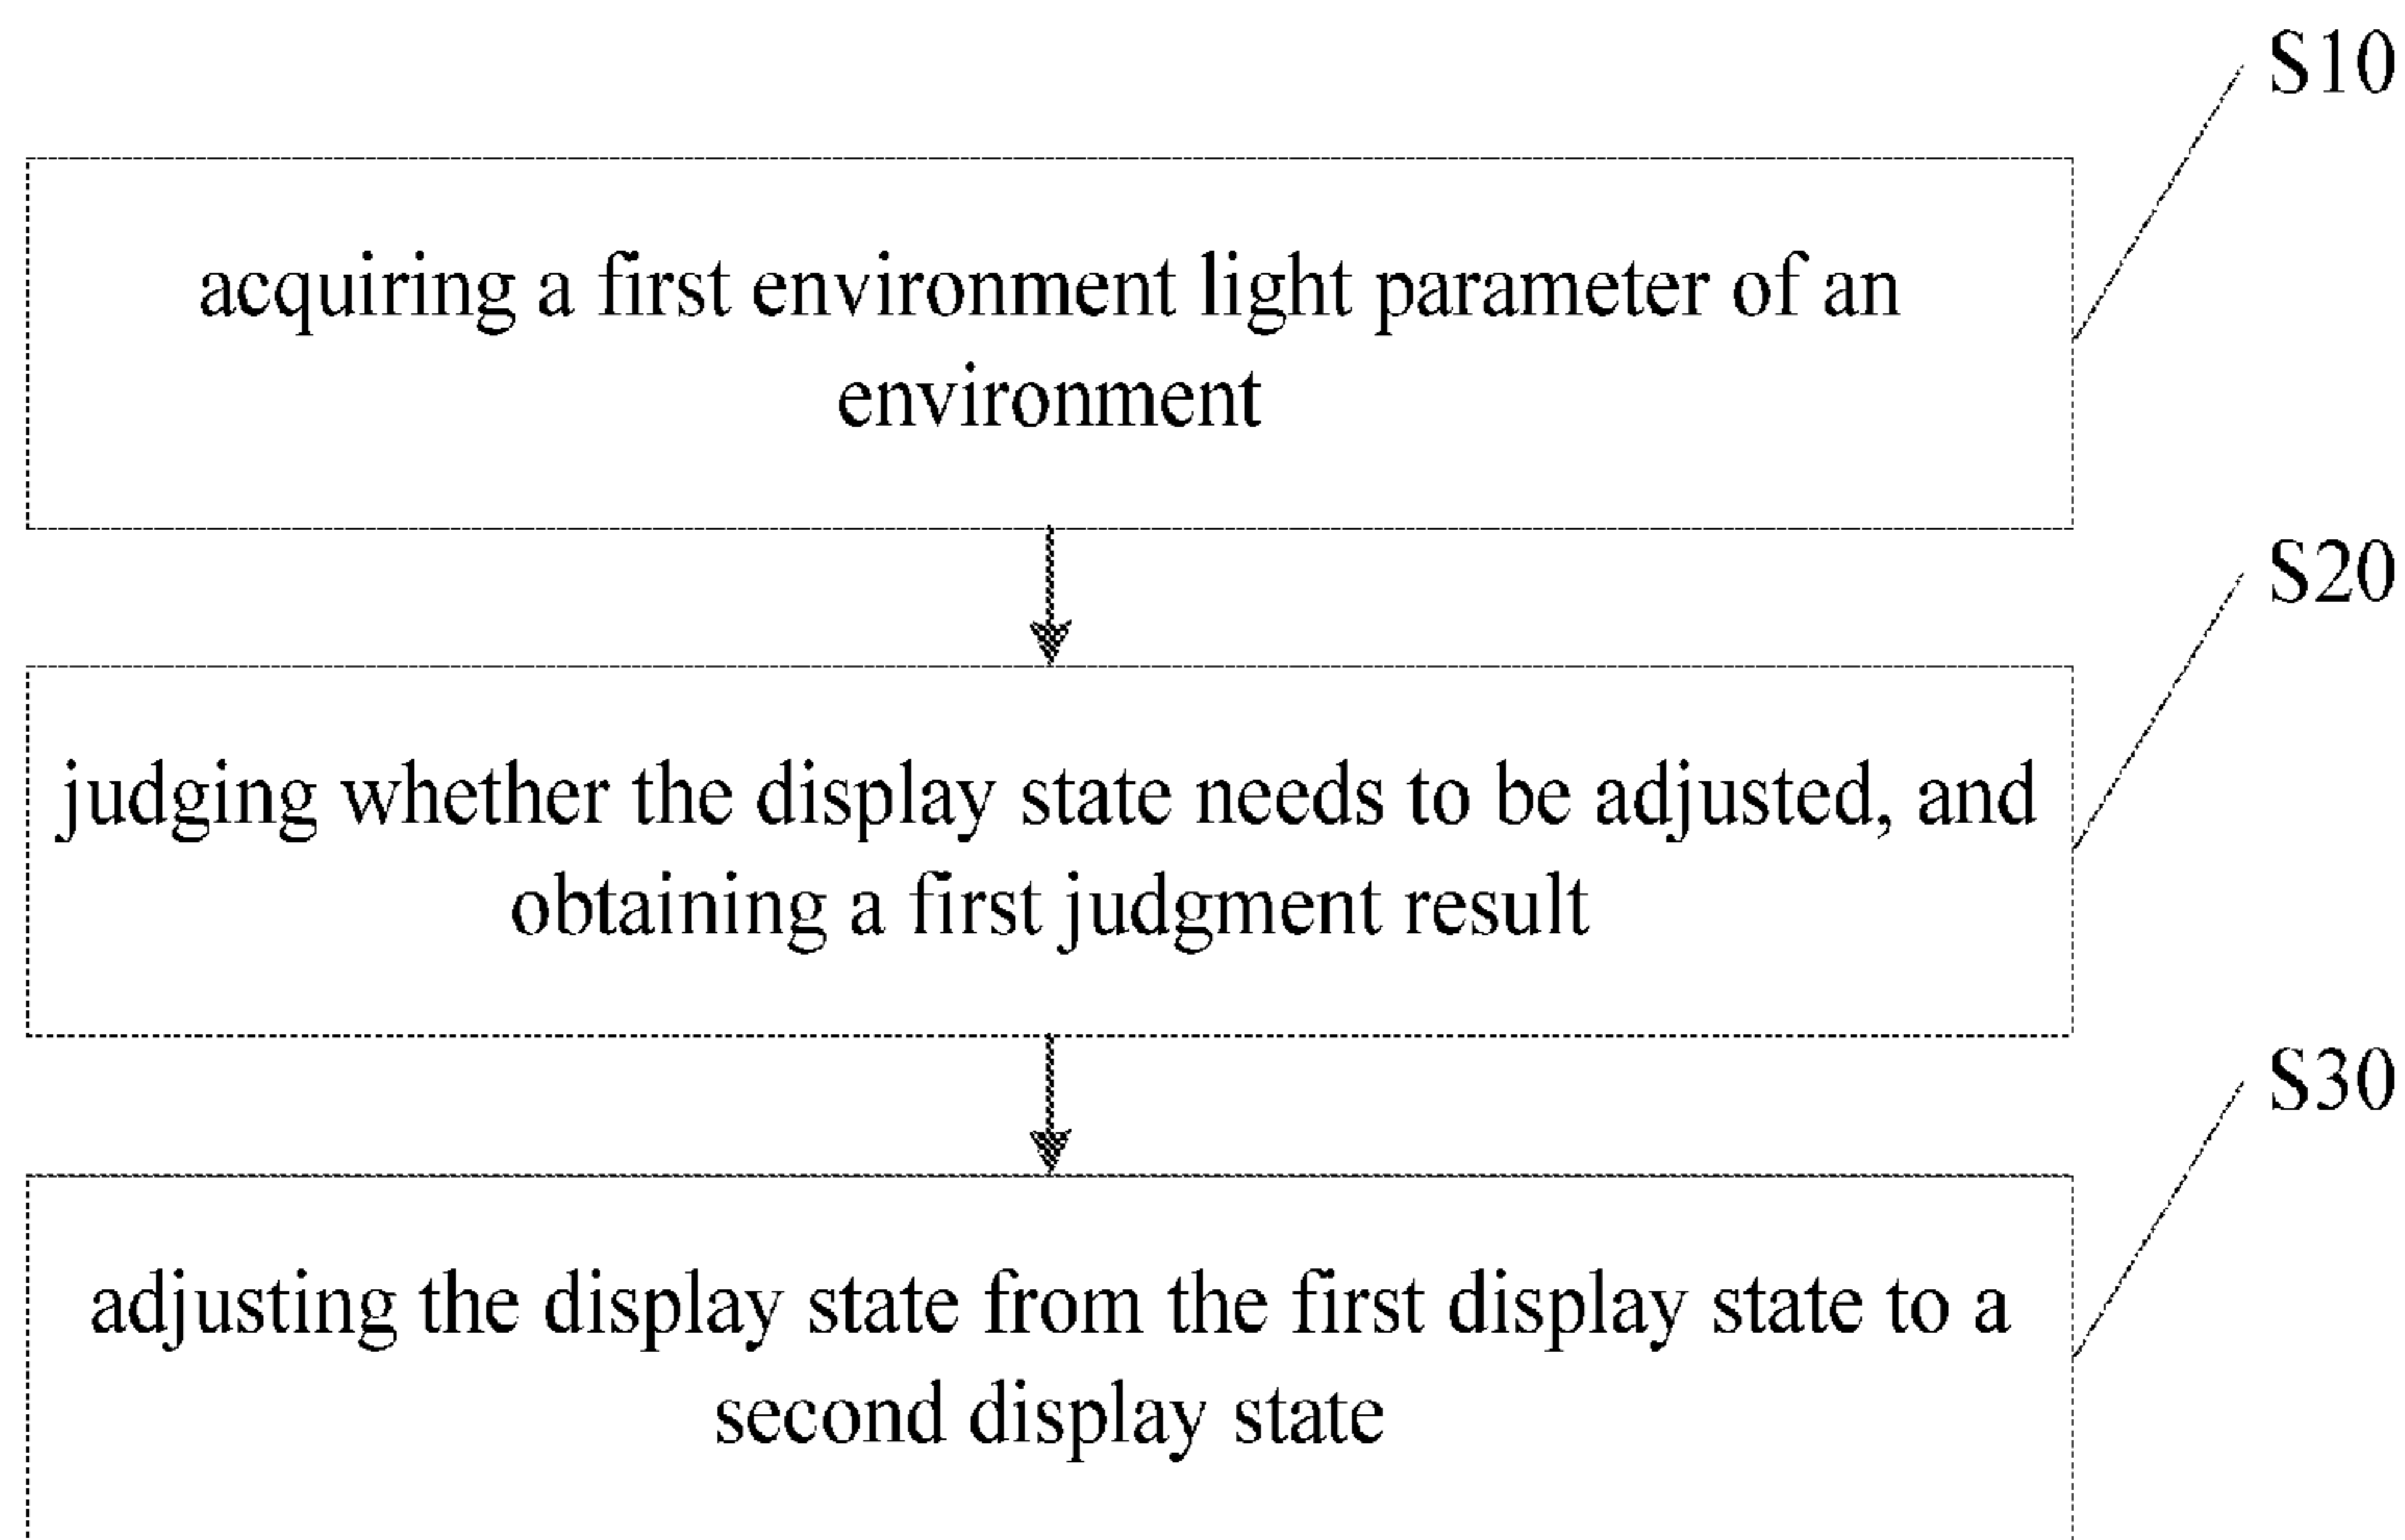 S10
acquiring a first environment light parameter of an
environment
S20
judging whether the display state needs to be adjusted, and
obtaining a first judgment result
S30
adjusting the display state from the first display state to a
second display state